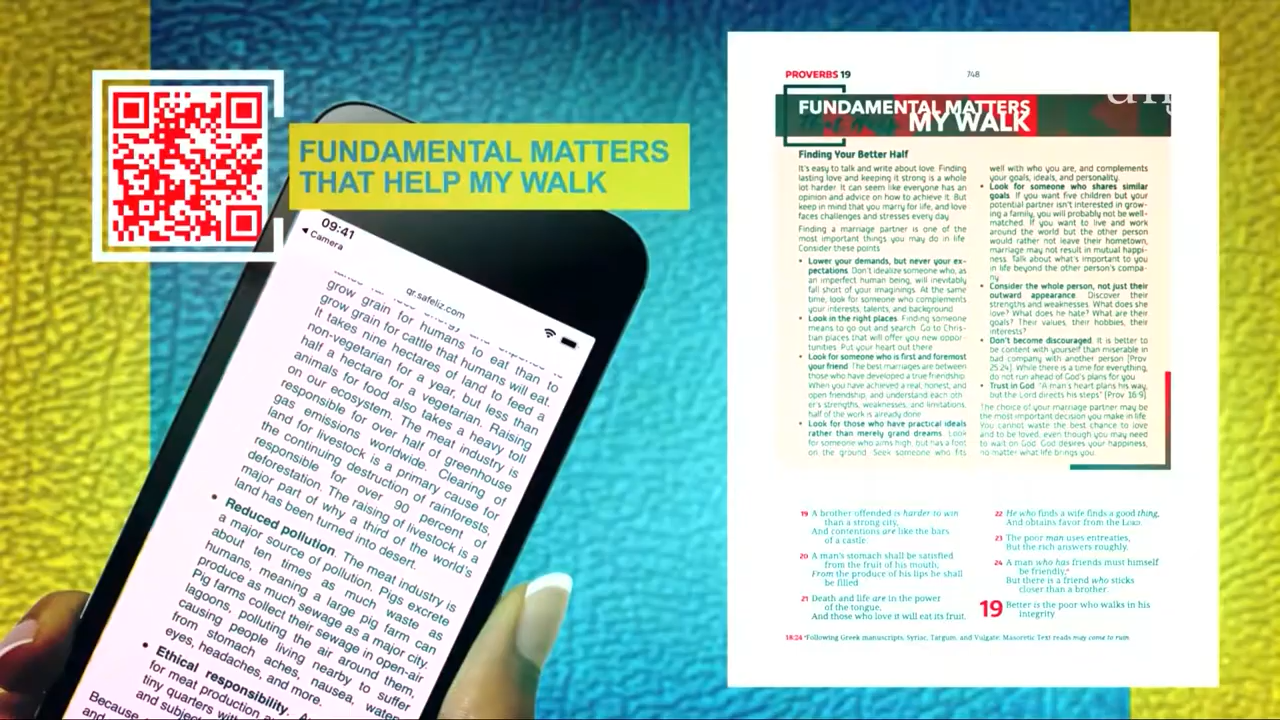 FUNDAMENTAL MATTERS
THAT HELP MY WALK
09:41
Camera
qr.safeliz.com
grow grain for humans to eat than to
grow grain for cattle that humans will eat.
It takes nine hectares of land to feed a
non-vegetarian for a year, but less than
half a hectare for a vegetarian. Raising
animals for food also takes a heavy toll
on our ecosystem. The meat industry is
responsible for most of greenhouse
gas emissions worldwide. Clearing of
land for livestock is a primary cause for
the continued destruction of rainforests,
responsible for over 90 percent of
deforestation. The raising of livestock is a
major part of why a third of the world's
land has been turned into desert.
• Reduced pollution. The meat industry is
a major source of pollution. Pigs excrete
about ten times as much waste as
humans, meaning a large pig farm can
produce as much sewage as a major city.
Pig farms collect their sewage in open-air
lagoons, polluting the air around them,
causing people living nearby to suffer
from stomach aches, nausea, watery
eyes, headaches, and more.
• Ethical responsibility.
for meat production
tiny quarters
and subject
Because
and
PROVERBS 19
748
FUNDAMENTAL MATTERS
MY WALK
Finding Your Better Half
It's easy to talk and write about love. Finding
lasting love and keeping it strong is a whole
lot harder. It can seem like everyone has an
opinion and advice on how to achieve it. But
keep in mind that you marry for life, and love
faces challenges and stresses every day.
Finding a marriage partner is one of the
most important things you may do in life.
Consider these points
• Lower your demands, but never your ex-
pectations. Don't idealize someone who, as
an imperfect human being, will inevitably
fall short of your imaginings. At the same
time, look for someone who complements
your interests, talents, and background.
• Look in the right places. Finding someone
means to go out and search. Go to Chris-
tian places that will offer you new oppor-
tunities. Put your heart out there.
• Look for someone who is first and foremost
your friend. The best marriages are between
those who have developed a true friendship.
When you have achieved a real, honest, and
open friendship, and understand each oth-
er's strengths, weaknesses, and limitations,
half of the work is already done.
• Look for those who have practical ideals
rather than merely grand dreams. Look
for someone who aims high, but has a foot
on the ground. Seek someone who fits
well with who you are, and complements
your goals, ideals, and personality.
• Look for someone who shares similar
goals. If you want five children but your
potential partner isn't interested in grow-
ing a family, you will probably not be well-
matched. If you want to live and work
around the world but the other person
would rather not leave their hometown,
marriage may not result in mutual happi-
ness. Talk about what's important to you
in life beyond the other person's compa-
ny.
• Consider the whole person, not just their
outward appearance. Discover their
strengths and weaknesses. What does she
love? What does he hate? What are their
goals? Their values, their hobbies, their
interests?
• Don't become discouraged. It is better to
be content with yourself than miserable in
bad company with another person [Prov.
25:24]. While there is a time for everything,
do not run ahead of God's plans for you.
• Trust in God. "A man's heart plans his way,
but the Lord directs his steps" [Prov. 16:9].
The choice of your marriage partner may be
the most important decision you make in life.
You cannot waste the best chance to love
and to be loved, even though you may need
to wait on God. God desires your happiness,
no matter what life brings you.
19 A brother offended is harder to win
than a strong city,
And contentions are like the bars
of a castle.
20 A man's stomach shall be satisfied
from the fruit of his mouth;
From the produce of his lips he shall
be filled.
21 Death and life are in the power
of the tongue,
And those who love it will eat its fruit.
22 He who finds a wife finds a good thing,
And obtains favor from the LORD.
23 The poor man uses entreaties,
But the rich answers roughly.
24 A man who has friends must himself
be friendly,ᵃ
But there is a friend who sticks
closer than a brother.
19 Better is the poor who walks in his
integrity
18:24 ᵃFollowing Greek manuscripts, Syriac, Targum, and Vulgate; Masoretic Text reads may come to ruin